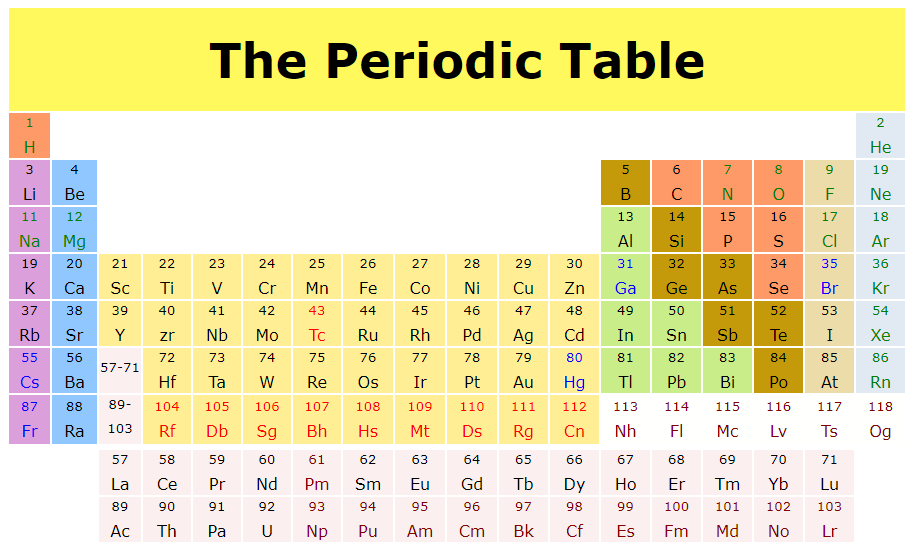 The Periodic Table
1 2
H He
3 4 5 6 7 8 9 19
Li Be B C N O F Ne
11 12 13 14 15 16 17 18
Na Mg Al Si P S Cl Ar
19 20 21 22 23 24 25 26 27 28 29 30 31 32 33 34 35 36
K Ca Sc Ti V Cr Mn Fe Co Ni Cu Zn Ga Ge As Se Br Kr
37 38 39 40 41 42 43 44 45 46 47 48 49 50 51 52 53 54
Rb Sr Y zr Nb Mo Tc Ru Rh Pd Ag Cd In Sn Sb Te I Xe
55 56 57-71 72 73 74 75 76 77 78 79 80 81 82 83 84 85 86
Cs Ba Hf Ta W Re Os Ir Pt Au Hg Tl Pb Bi Po At Rn
87 88 89- 104 105 106 107 108 109 110 111 112 113 114 115 116 117 118
Fr Ra 103 Rf Db Sg Bh Hs Mt Ds Rg Cn Nh Fl Mc Lv Ts Og
57 58 59 60 61 62 63 64 65 66 67 68 69 70 71
La Ce Pr Nd Pm Sm Eu Gd Tb Dy Ho Er Tm Yb Lu
89 90 91 92 93 94 95 96 97 98 99 100 101 102 103
Ac Th Pa U Np Pu Am Cm Bk Cf Es Fm Md No Lr